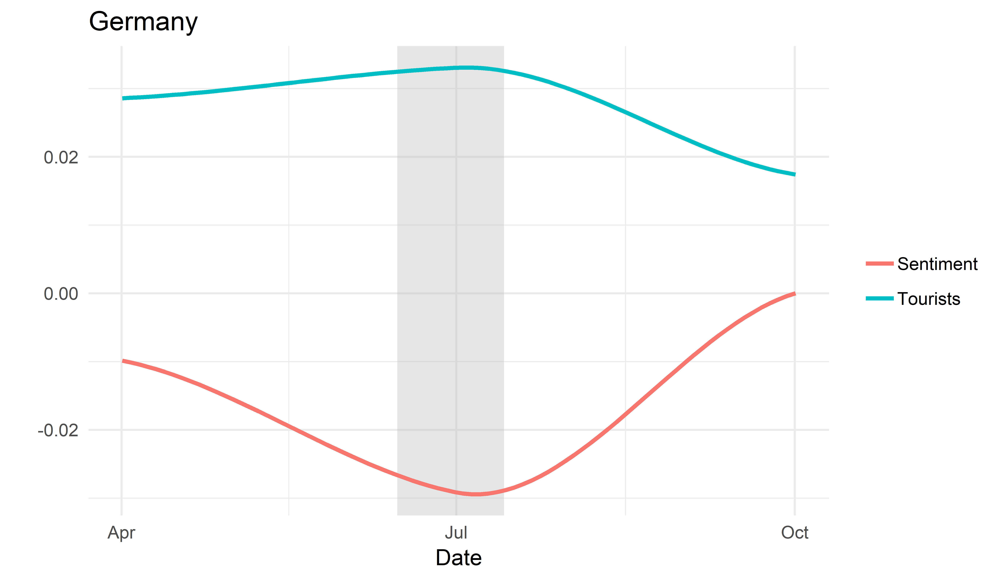 Germany
0.02
0.00
-0.02
Apr
Jul
Oct
Date
Sentiment
Tourists